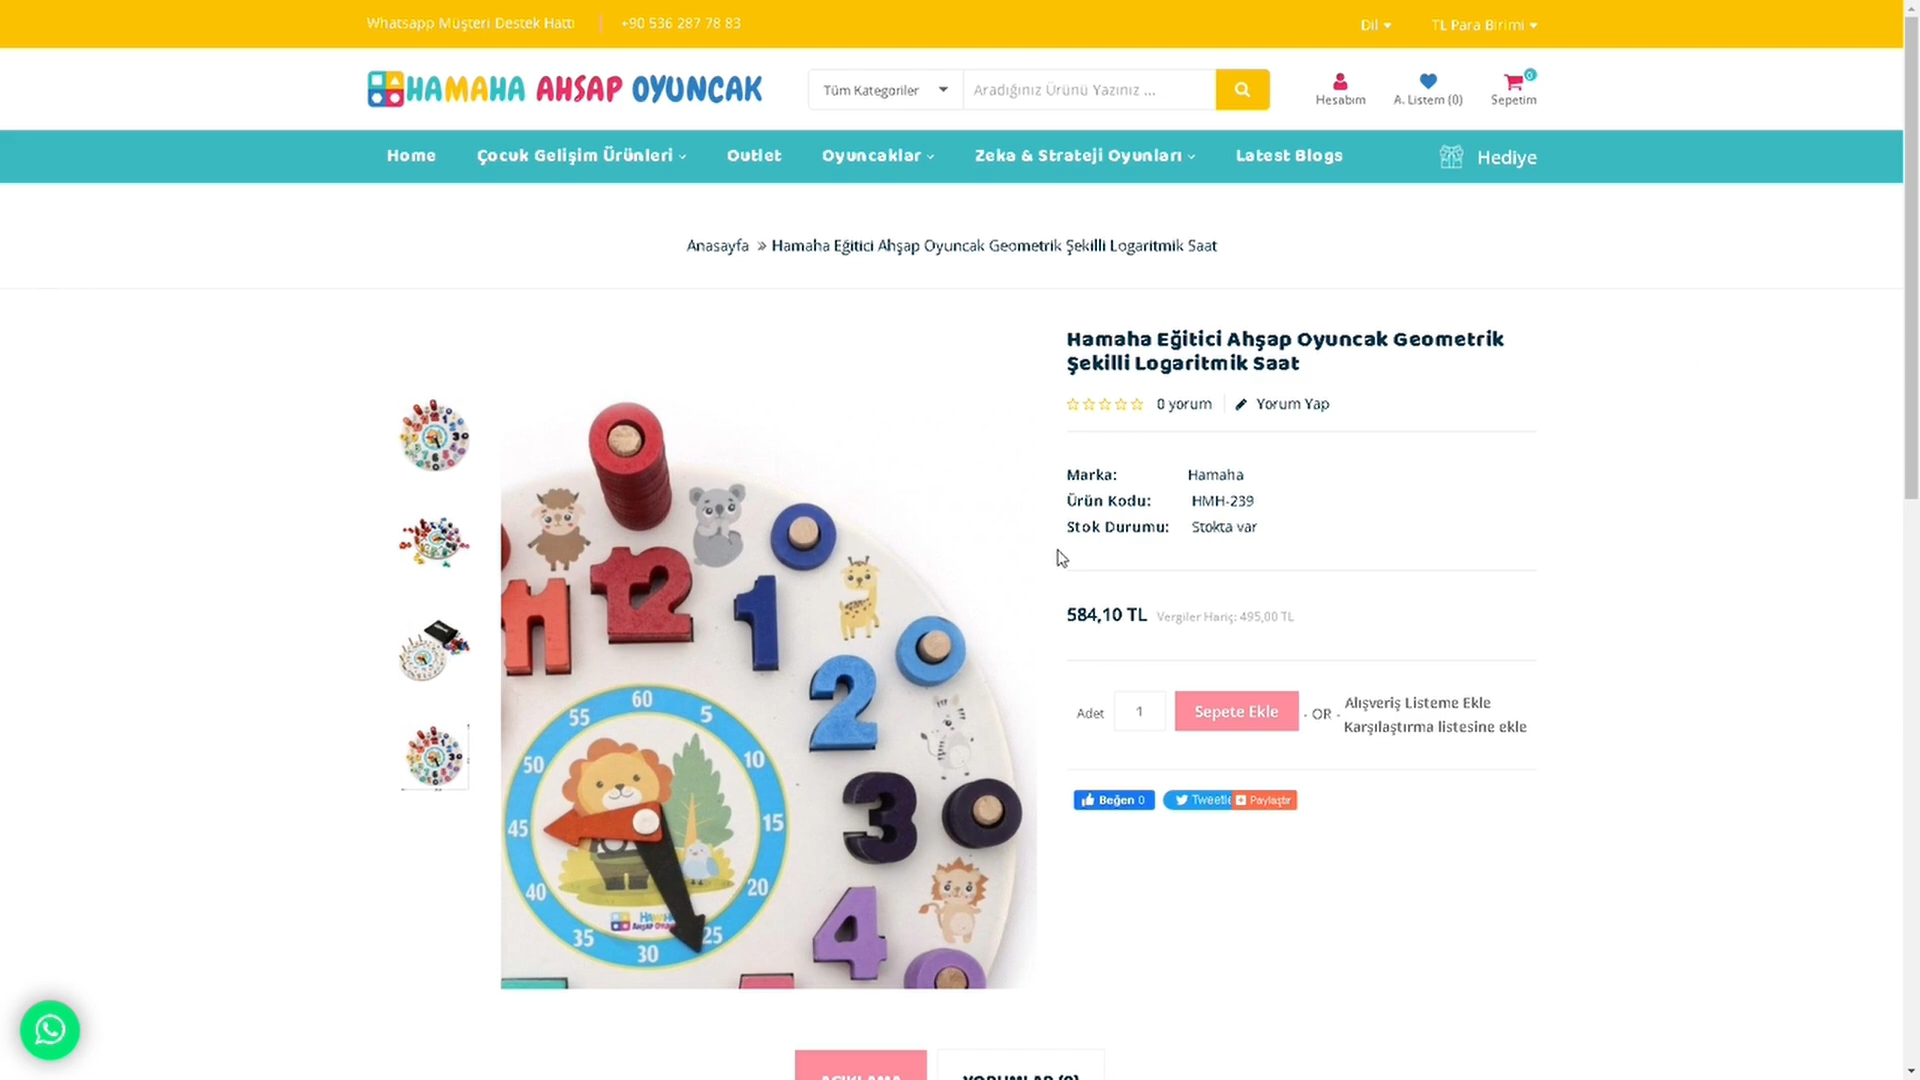 Whatsapp Müşteri Destek Hattı
+90 536 287 78 83
Dil
TL Para Birimi
HAMAHA AHSAP OYUNCAK
Tüm Kategoriler
Aradığınız Ürünü Yazınız ...
Hesabım
A. Listem (0)
0
Sepetim
Home
Çocuk Gelişim Ürünleri
Outlet
Oyuncaklar
Zeka & Strateji Oyunları
Latest Blogs
Hediye
Anasayfa » Hamaha Eğitici Ahşap Oyuncak Geometrik Şekilli Logaritmik Saat
Hamaha Eğitici Ahşap Oyuncak Geometrik
Şekilli Logaritmik Saat
0 yorum
Yorum Yap
Marka: Hamaha
Ürün Kodu: HMH-239
Stok Durumu: Stokta var
584,10 TL Vergiler Hariç: 495,00 TL
Adet 1 Sepete Ekle - OR -
Alışveriş Listeme Ekle
Karşılaştırma listesine ekle
Beğen 0
Tweetle
Paylaştır
11
12
1
2
3
4
60
5
10
15
20
25
30
35
40
45
50
55
AÇIKLAMA
YORUMLAR (0)